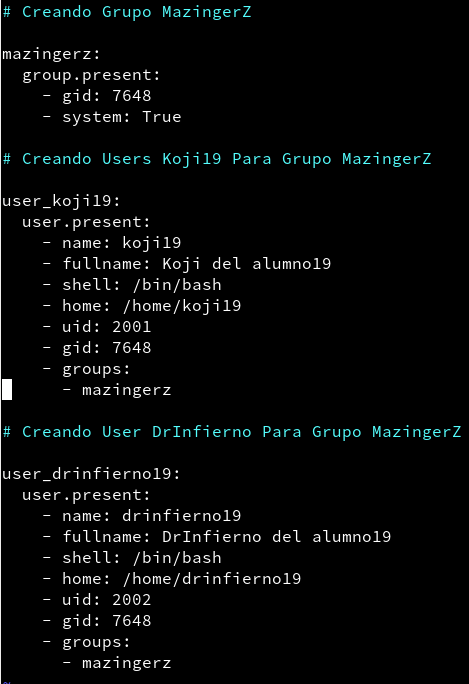 # Creando Grupo MazingerZ
mazingerz:
  group.present:
    - gid: 7648
    - system: True
# Creando Users Koji19 Para Grupo MazingerZ
user_koji19:
  user.present:
    - name: koji19
    - fullname: Koji del alumno19
    - shell: /bin/bash
    - home: /home/koji19
    - uid: 2001
    - gid: 7648
    - groups:
      - mazingerz
# Creando User DrInfierno Para Grupo MazingerZ
user_drinfierno19:
  user.present:
    - name: drinfierno19
    - fullname: DrInfierno del alumno19
    - shell: /bin/bash
    - home: /home/drinfierno19
    - uid: 2002
    - gid: 7648
    - groups:
      - mazingerz